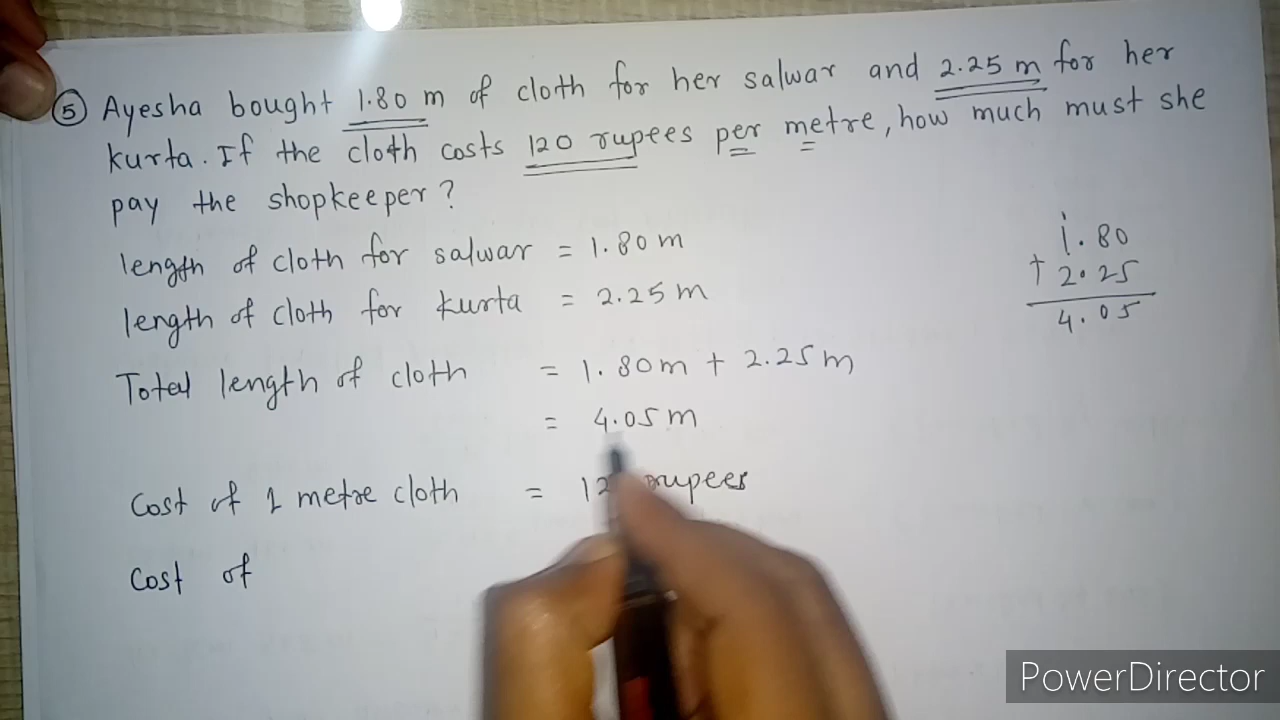 ⑤ Ayesha bought 1.80 m of cloth for her salwar and 2.25 m for her
kurta. If the cloth costs 120 rupees per metre, how much must she
pay the shopkeeper?
length of cloth for salwar = 1.80 m
length of cloth for kurta = 2.25 m
Total length of cloth = 1.80m + 2.25 m
= 4.05 m
Cost of 1 metre cloth = 12 rupees
Cost of
1.80
+ 2.25
4.05
PowerDirector